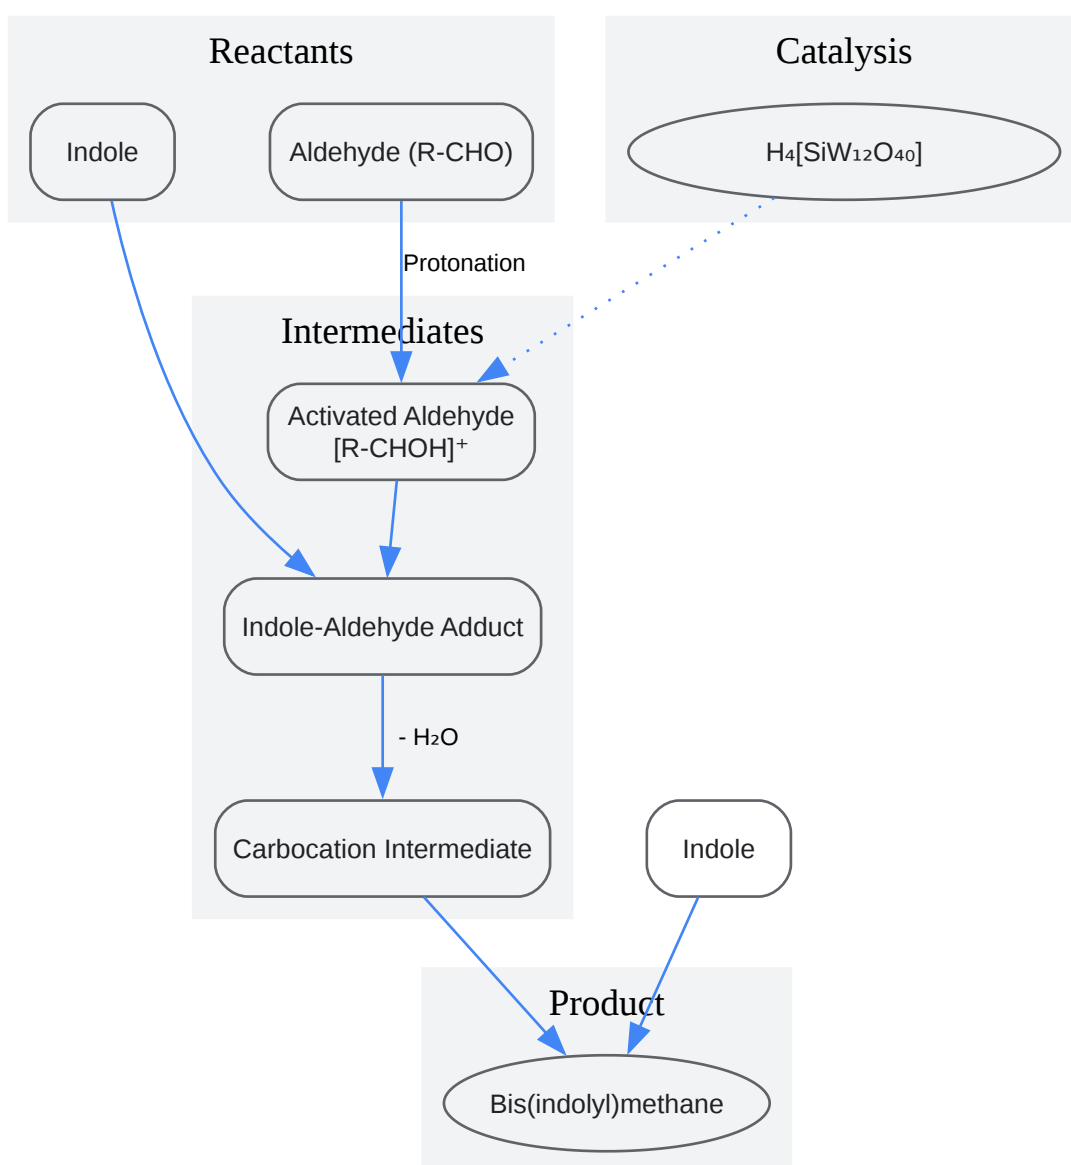 Reactants
Catalysis
Indole
Aldehyde (R-CHO)
H₄[SiW₁₂O₄₀]
Protonation
Intermediates
Activated Aldehyde
[R-CHOH]⁺
Indole-Aldehyde Adduct
- H₂O
Carbocation Intermediate
Indole
Product
Bis(indolyl)methane